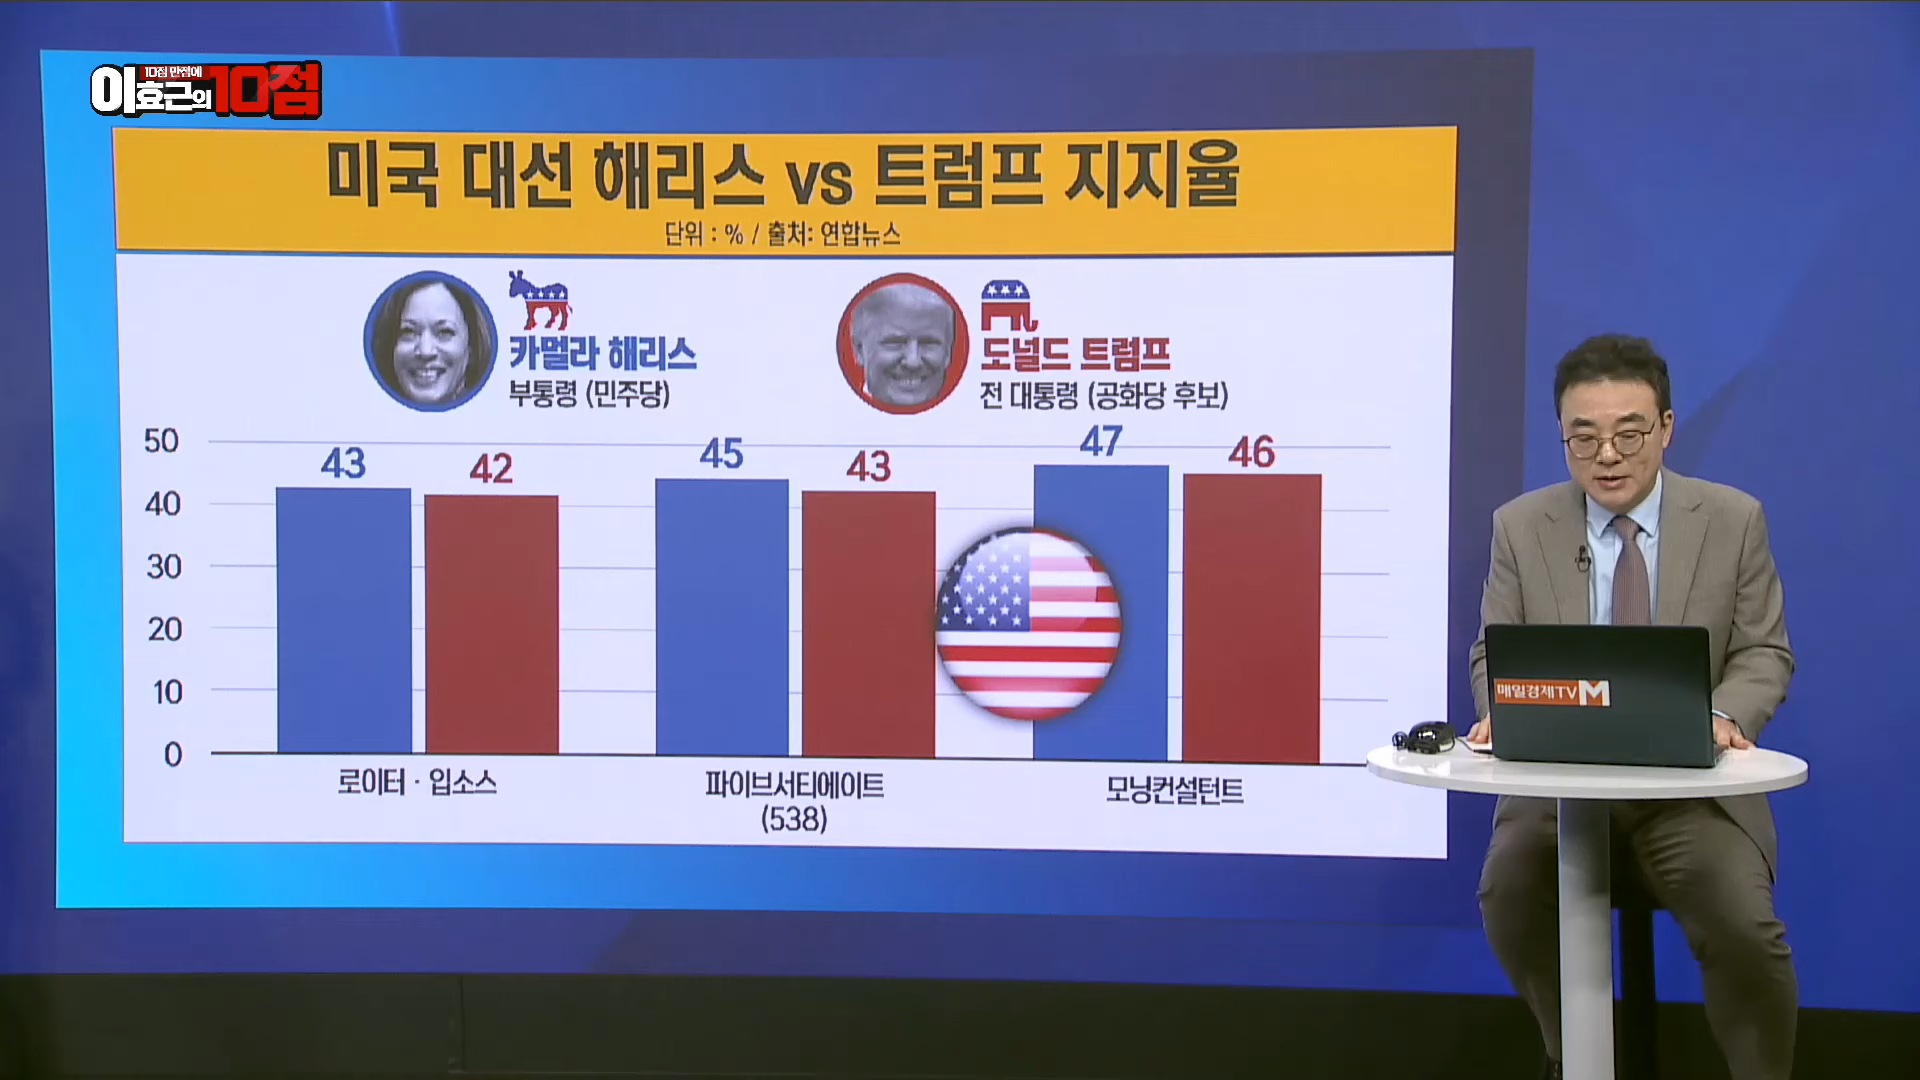 10점 만점에
이효근의 10점
미국 대선 해리스 vs 트럼프 지지율
단위 : % / 출처: 연합뉴스
카멀라 해리스
부통령 (민주당)
도널드 트럼프
전 대통령 (공화당 후보)
50
40
30
20
10
0
43
42
45
43
47
46
로이터 · 입소스
파이브서티에이트
(538)
모닝컨설턴트
매일경제TV M